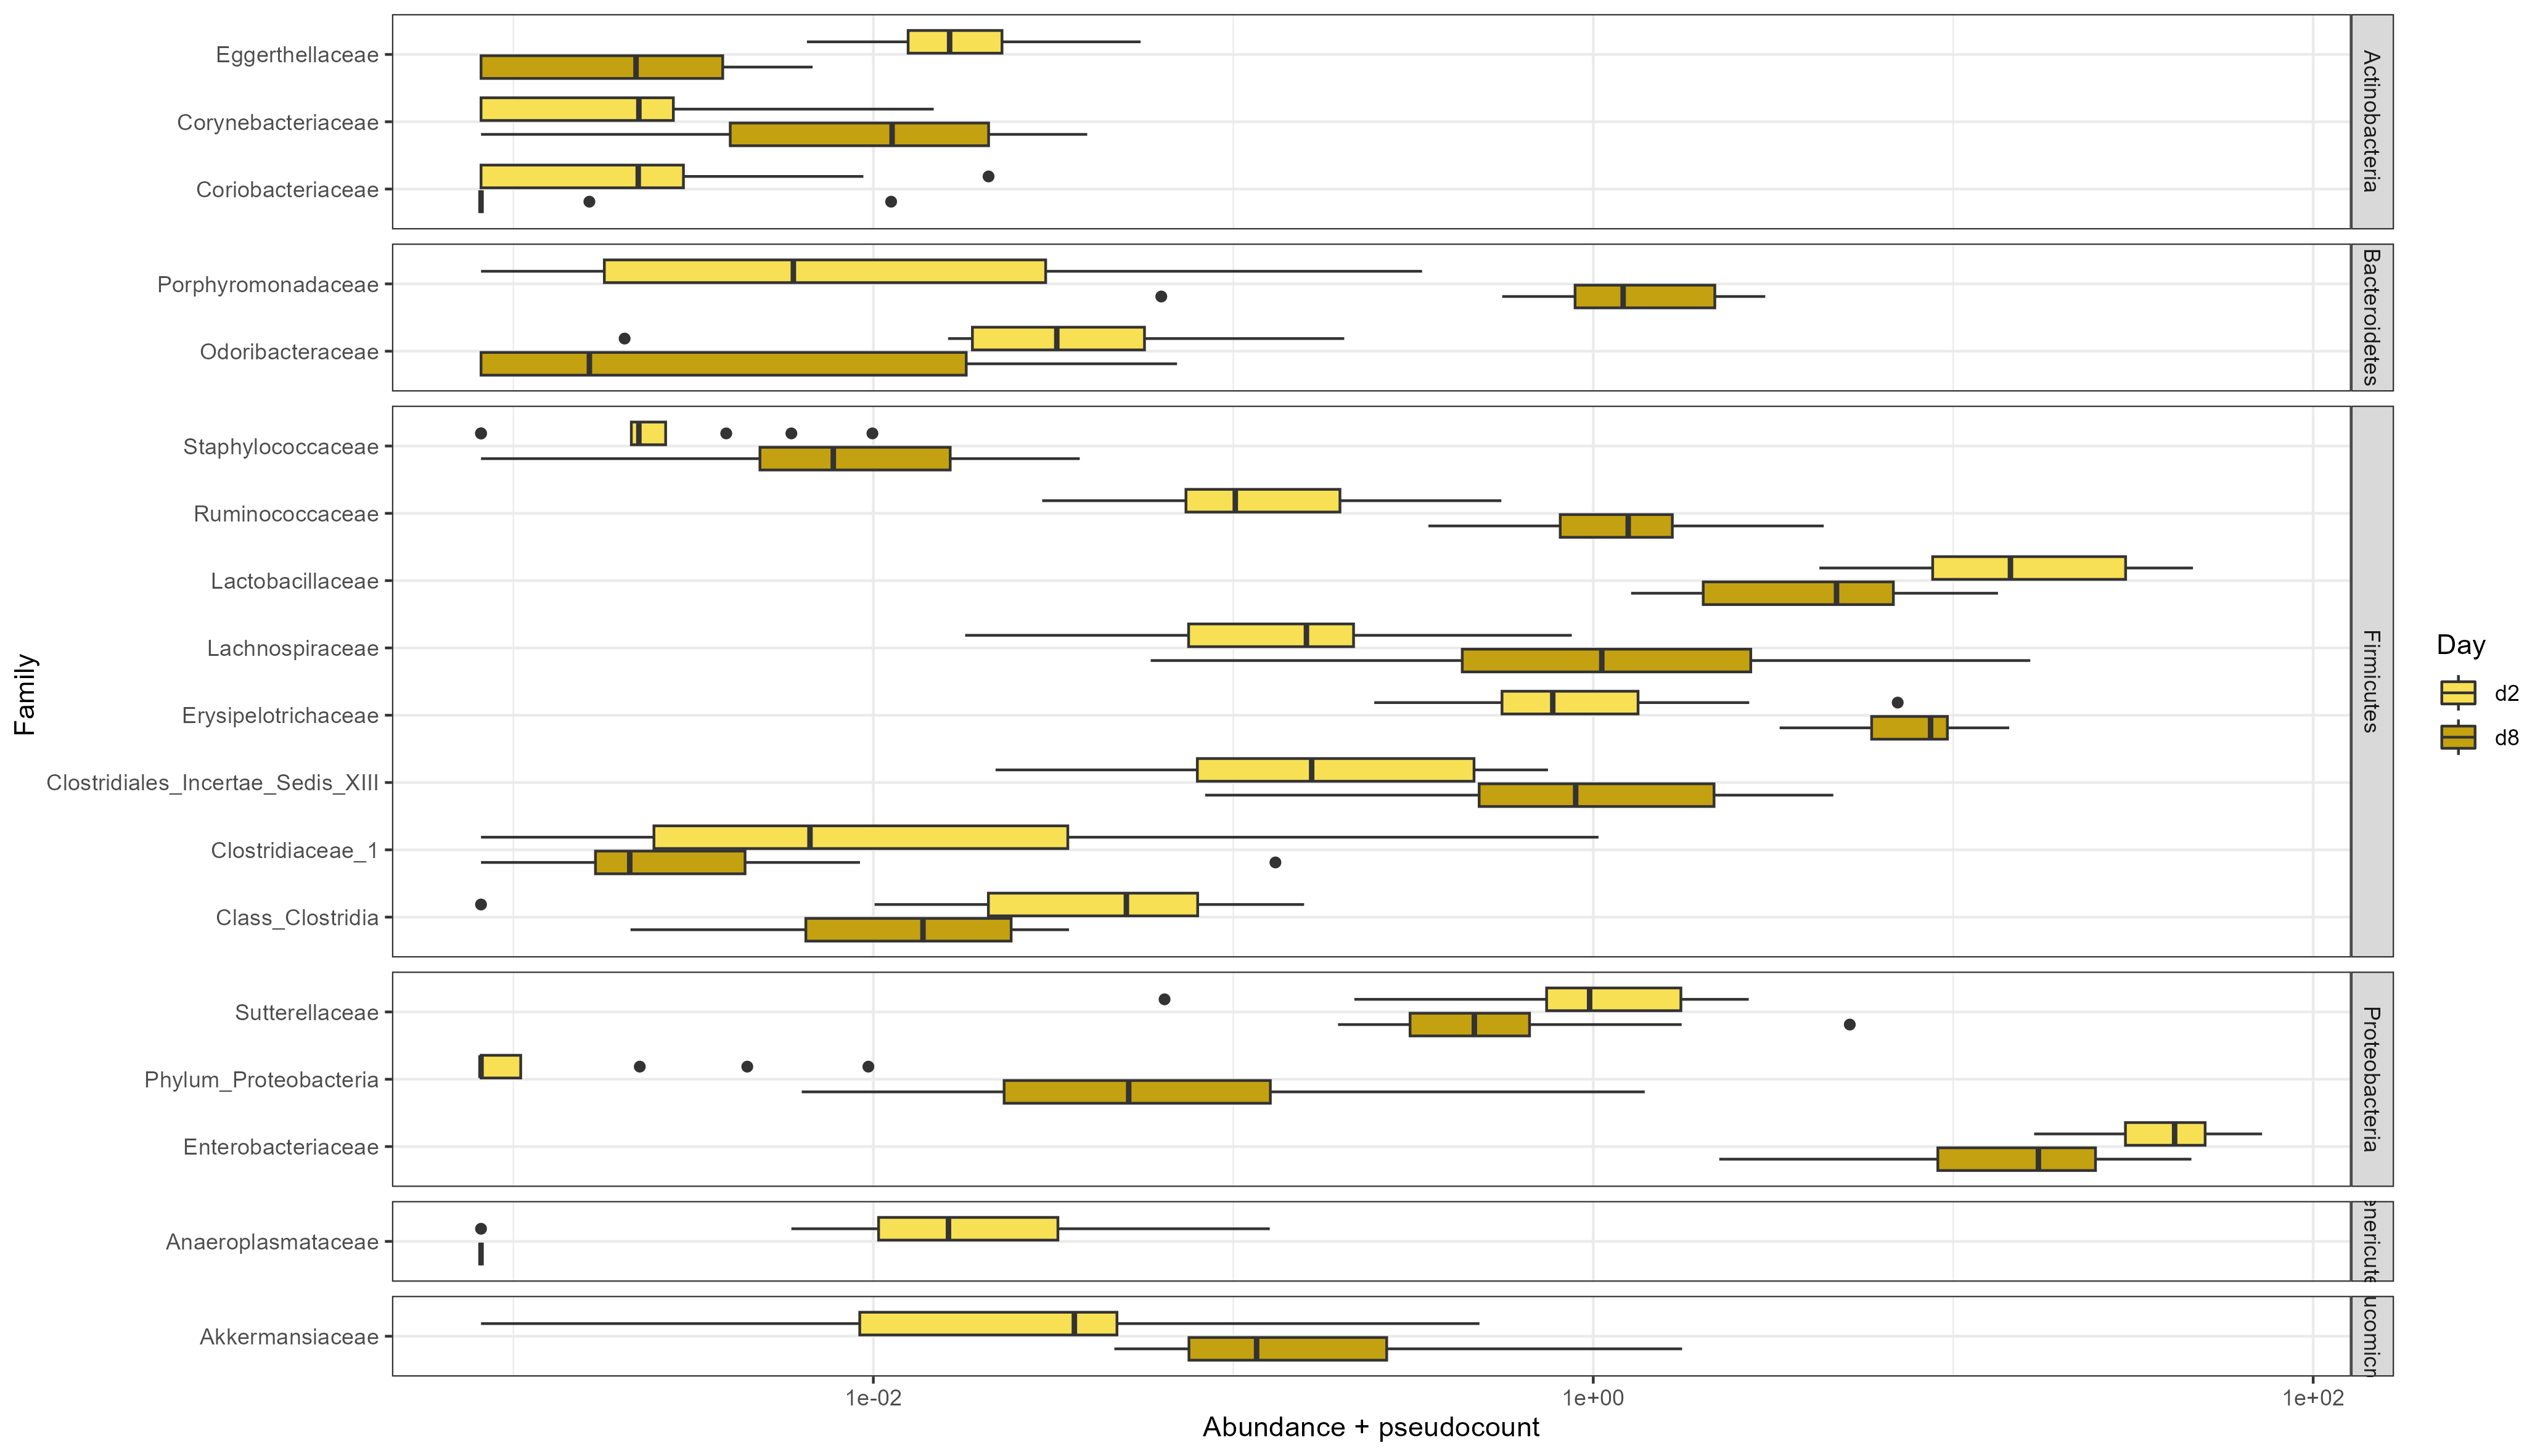 Eggerthellaceae
Corynebacteriaceae
Coriobacteriaceae
Actinobacteria
Porphyromonadaceae
Odoribacteraceae
Bacteroidetes
Staphylococcaceae
Ruminococcaceae
Lactobacillaceae
Lachnospiraceae
Erysipelotrichaceae
Clostridiales_Incertae_Sedis_XIII
Clostridiaceae_1
Class_Clostridia
Firmicutes
Sutterellaceae
Phylum_Proteobacteria
Enterobacteriaceae
Proteobacteria
Anaeroplasmataceae
Akkermansiaceae
Family
1e-02
1e+00
1e+02
Abundance + pseudocount
Day
d2
d8